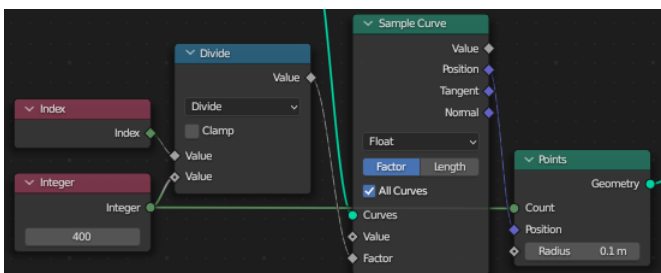 Index
Index
Integer
Integer
400
Divide
Value
Divide
Clamp
Value
Value
Sample Curve
Value
Position
Tangent
Normal
Float
Factor Length
All Curves
Curves
Value
Factor
Points
Geometry
Count
Position
Radius 0.1 m